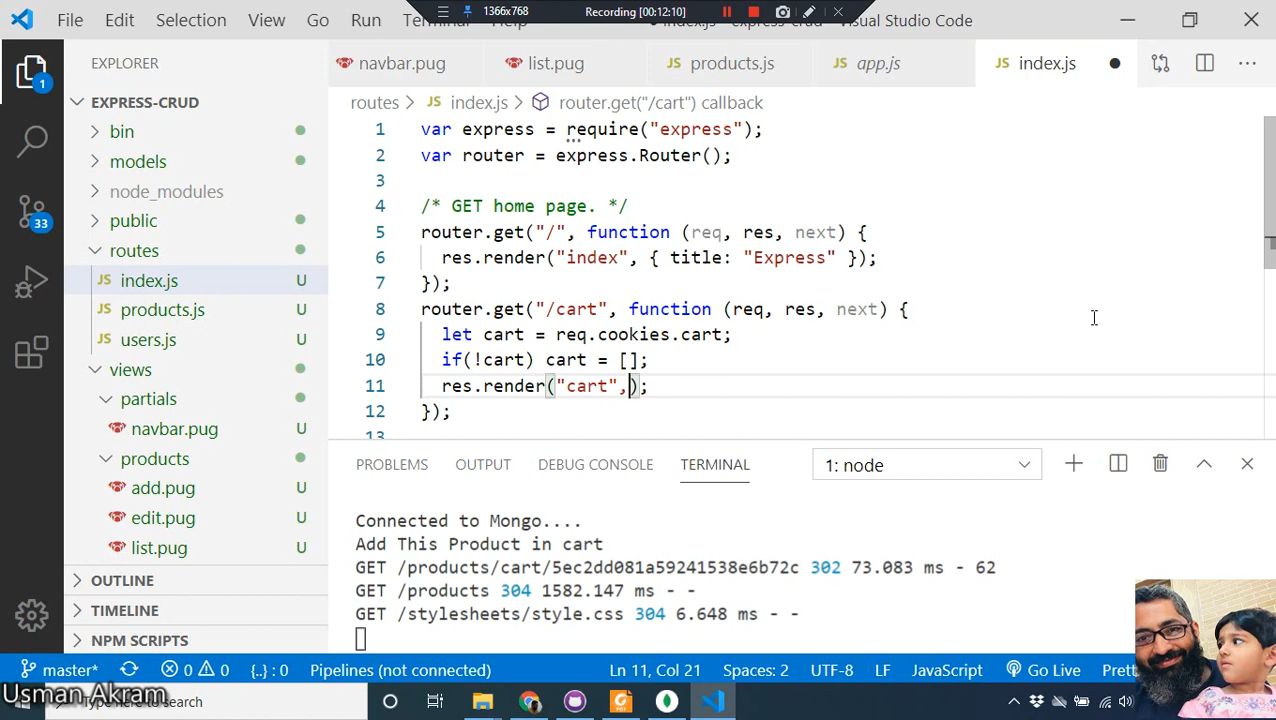 File Edit Selection View Go Run Terminal Help index.js - express-crud - Visual Studio Code
1366x768 Recording [00:12:10]
EXPLORER
navbar.pug list.pug JS products.js JS app.js JS index.js
EXPRESS-CRUD
bin
models
node_modules
public
routes
JS index.js U
JS products.js U
JS users.js U
views
partials
navbar.pug U
products
add.pug U
edit.pug U
list.pug U
OUTLINE
TIMELINE
NPM SCRIPTS
1
33
routes > JS index.js > router.get("/cart") callback
1 var express = require("express");
2 var router = express.Router();
3
4 /* GET home page. */
5 router.get("/", function (req, res, next) {
6 res.render("index", { title: "Express" });
7 });
8 router.get("/cart", function (req, res, next) {
9 let cart = req.cookies.cart;
10 if(!cart) cart = [];
11 res.render("cart",);
12 });
13
PROBLEMS OUTPUT DEBUG CONSOLE TERMINAL 1: node
Connected to Mongo....
Add This Product in cart
GET /products/cart/5ec2dd081a59241538e6b72c 302 73.083 ms - 62
GET /products 304 1582.147 ms - -
GET /stylesheets/style.css 304 6.648 ms - -
master* 0 0 {..} : 0 Pipelines (not connected) Ln 11, Col 21 Spaces: 2 UTF-8 LF JavaScript Go Live
Usman Akram
Type here to search